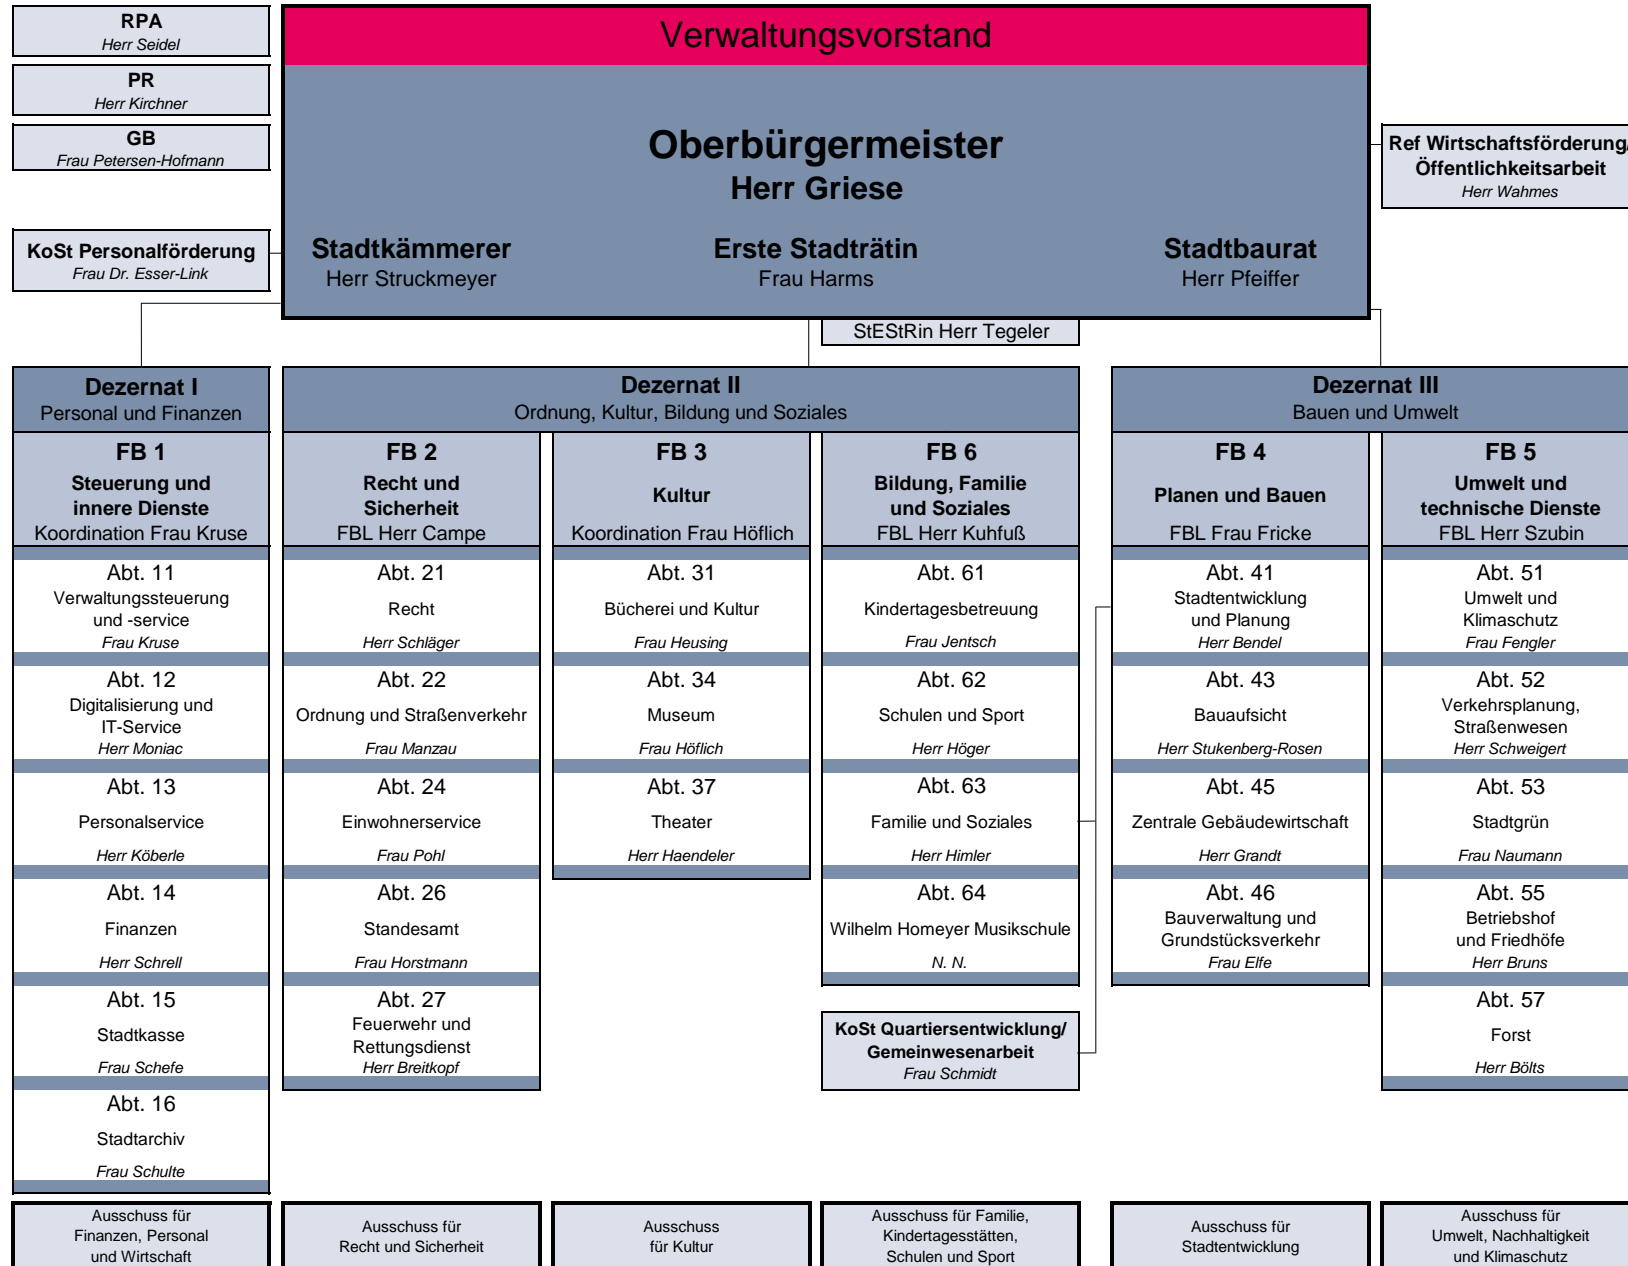 RPA
Herr Seidel
PR
Herr Kirchner
GB
Frau Petersen-Hofmann
KoSt Personalförderung
Frau Dr. Esser-Link
Verwaltungsvorstand
Oberbürgermeister
Herr Griese
Stadtkämmerer
Herr Struckmeyer
Erste Stadträtin
Frau Harms
Stadtbaurat
Herr Pfeiffer
Ref Wirtschaftsförderung/
Öffentlichkeitsarbeit
Herr Wahmes
StEStRin Herr Tegeler
Dezernat I
Personal und Finanzen
FB 1
Steuerung und
innere Dienste
Koordination Frau Kruse
Abt. 11
Verwaltungssteuerung
und -service
Frau Kruse
Abt. 12
Digitalisierung und
IT-Service
Herr Moniac
Abt. 13
Personalservice
Herr Köberle
Abt. 14
Finanzen
Herr Schrell
Abt. 15
Stadtkasse
Frau Schefe
Abt. 16
Stadtarchiv
Frau Schulte
Ausschuss für
Finanzen, Personal
und Wirtschaft
Dezernat II
Ordnung, Kultur, Bildung und Soziales
FB 2
Recht und
Sicherheit
FBL Herr Campe
Abt. 21
Recht
Herr Schläger
Abt. 22
Ordnung und Straßenverkehr
Frau Manzau
Abt. 24
Einwohnerservice
Frau Pohl
Abt. 26
Standesamt
Frau Horstmann
Abt. 27
Feuerwehr und
Rettungsdienst
Herr Breitkopf
Ausschuss für
Recht und Sicherheit
FB 3
Kultur
Koordination Frau Höflich
Abt. 31
Bücherei und Kultur
Frau Heusing
Abt. 34
Museum
Frau Höflich
Abt. 37
Theater
Herr Haendeler
Ausschuss
für Kultur
FB 6
Bildung, Familie
und Soziales
FBL Herr Kuhfuß
Abt. 61
Kindertagesbetreuung
Frau Jentsch
Abt. 62
Schulen und Sport
Herr Höger
Abt. 63
Familie und Soziales
Herr Himler
Abt. 64
Wilhelm Homeyer Musikschule
N. N.
KoSt Quartiersentwicklung/
Gemeinwesenarbeit
Frau Schmidt
Ausschuss für Familie,
Kindertagesstätten,
Schulen und Sport
Dezernat III
Bauen und Umwelt
FB 4
Planen und Bauen
FBL Frau Fricke
Abt. 41
Stadtentwicklung
und Planung
Herr Bendel
Abt. 43
Bauaufsicht
Herr Stukenberg-Rosen
Abt. 45
Zentrale Gebäudewirtschaft
Herr Grandt
Abt. 46
Bauverwaltung und
Grundstücksverkehr
Frau Elfe
Ausschuss für
Stadtentwicklung
FB 5
Umwelt und
technische Dienste
FBL Herr Szubin
Abt. 51
Umwelt und
Klimaschutz
Frau Fengler
Abt. 52
Verkehrsplanung,
Straßenwesen
Herr Schweigert
Abt. 53
Stadtgrün
Frau Naumann
Abt. 55
Betriebshof
und Friedhöfe
Herr Bruns
Abt. 57
Forst
Herr Bölts
Ausschuss für
Umwelt, Nachhaltigkeit
und Klimaschutz